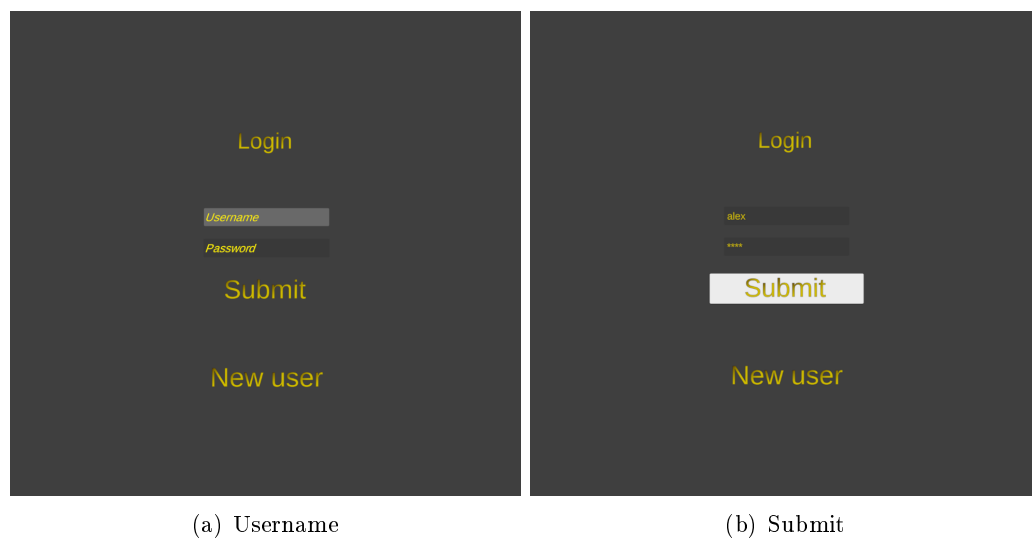 Login
Username
Password
Submit
New user
(a) Username
Login
alex
****
Submit
New user
(b) Submit